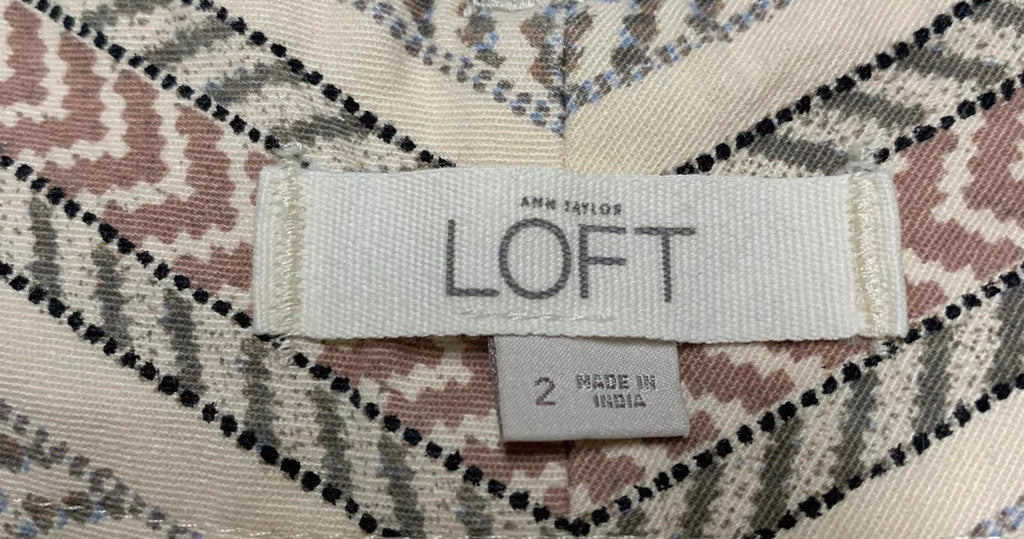 ANN TAYLOR
LOFT
2
MADE IN
INDIA